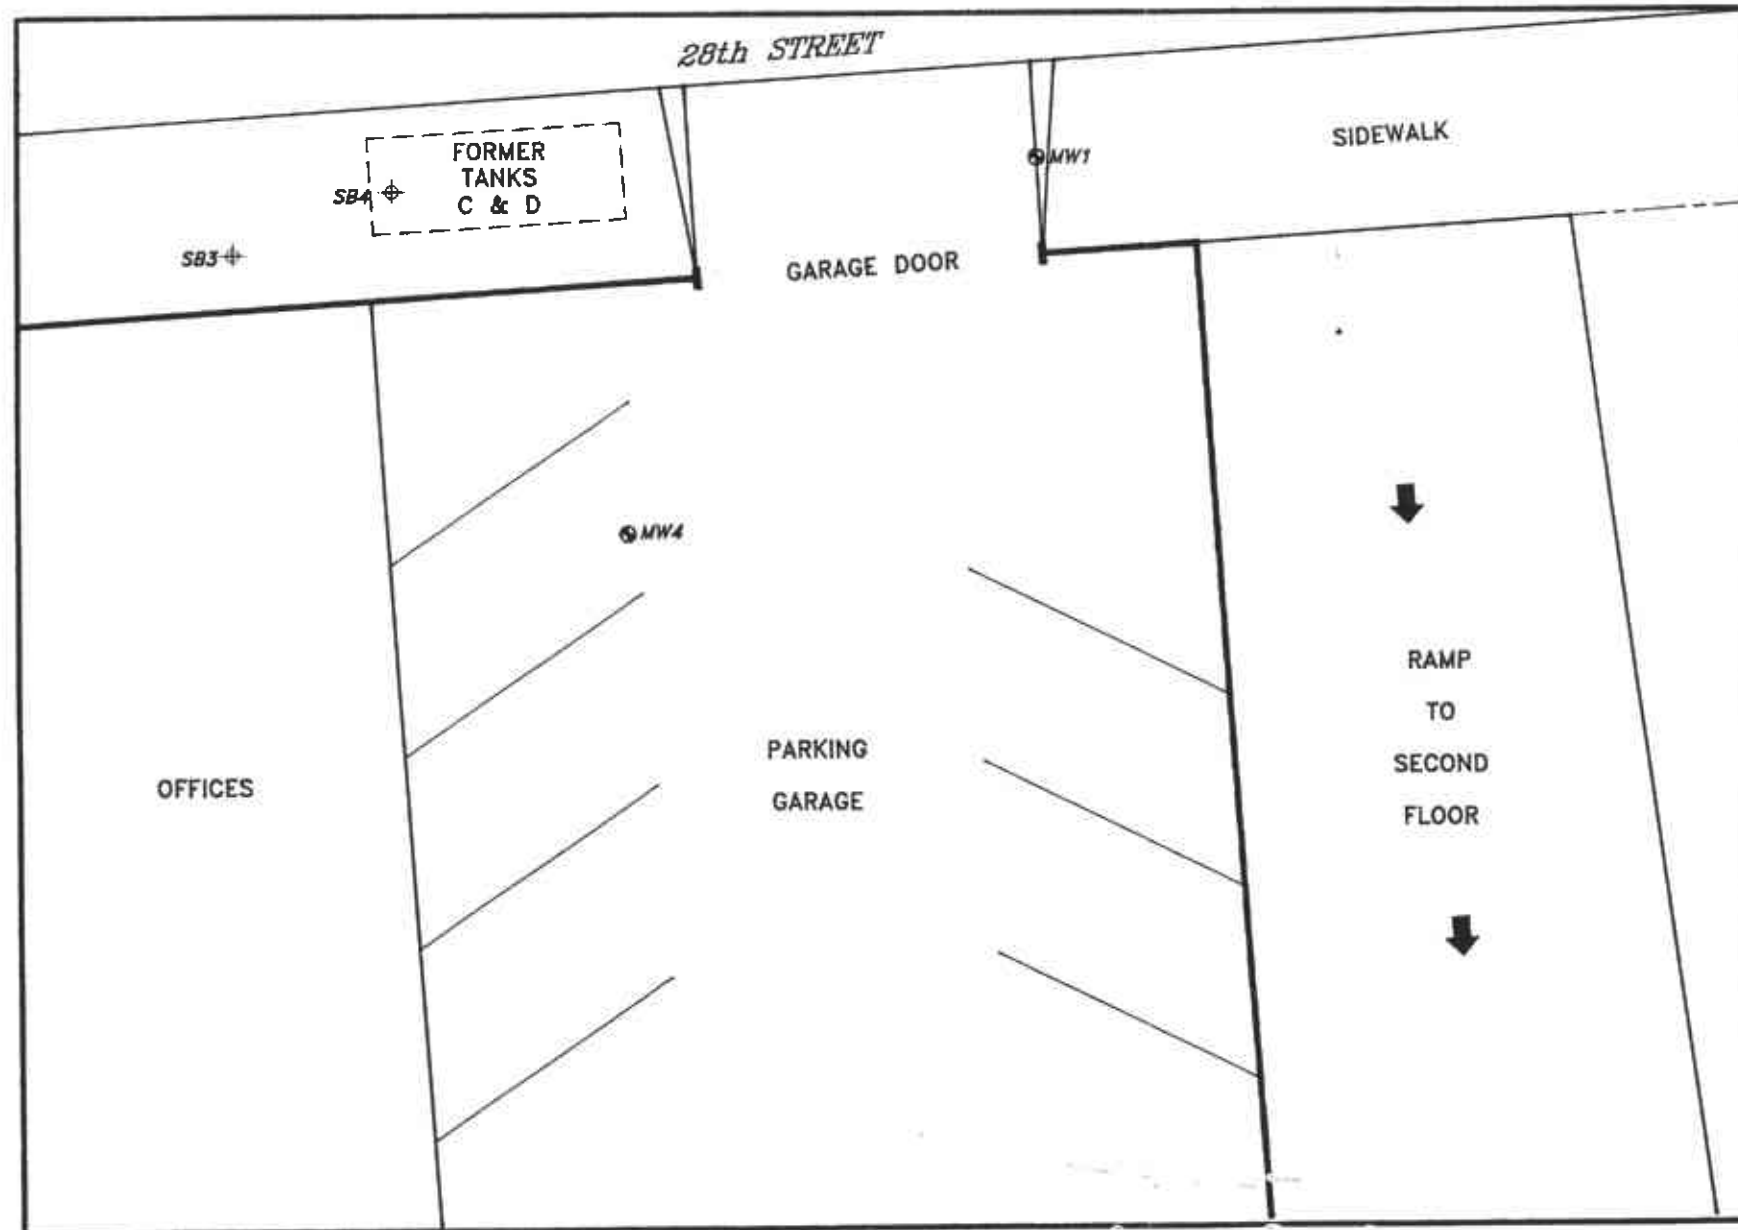 28th STREET
SIDEWALK
MW1
FORMER
TANKS
C & D
SB4
SB3
GARAGE DOOR
MW4
RAMP
TO
SECOND
FLOOR
PARKING
GARAGE
OFFICES